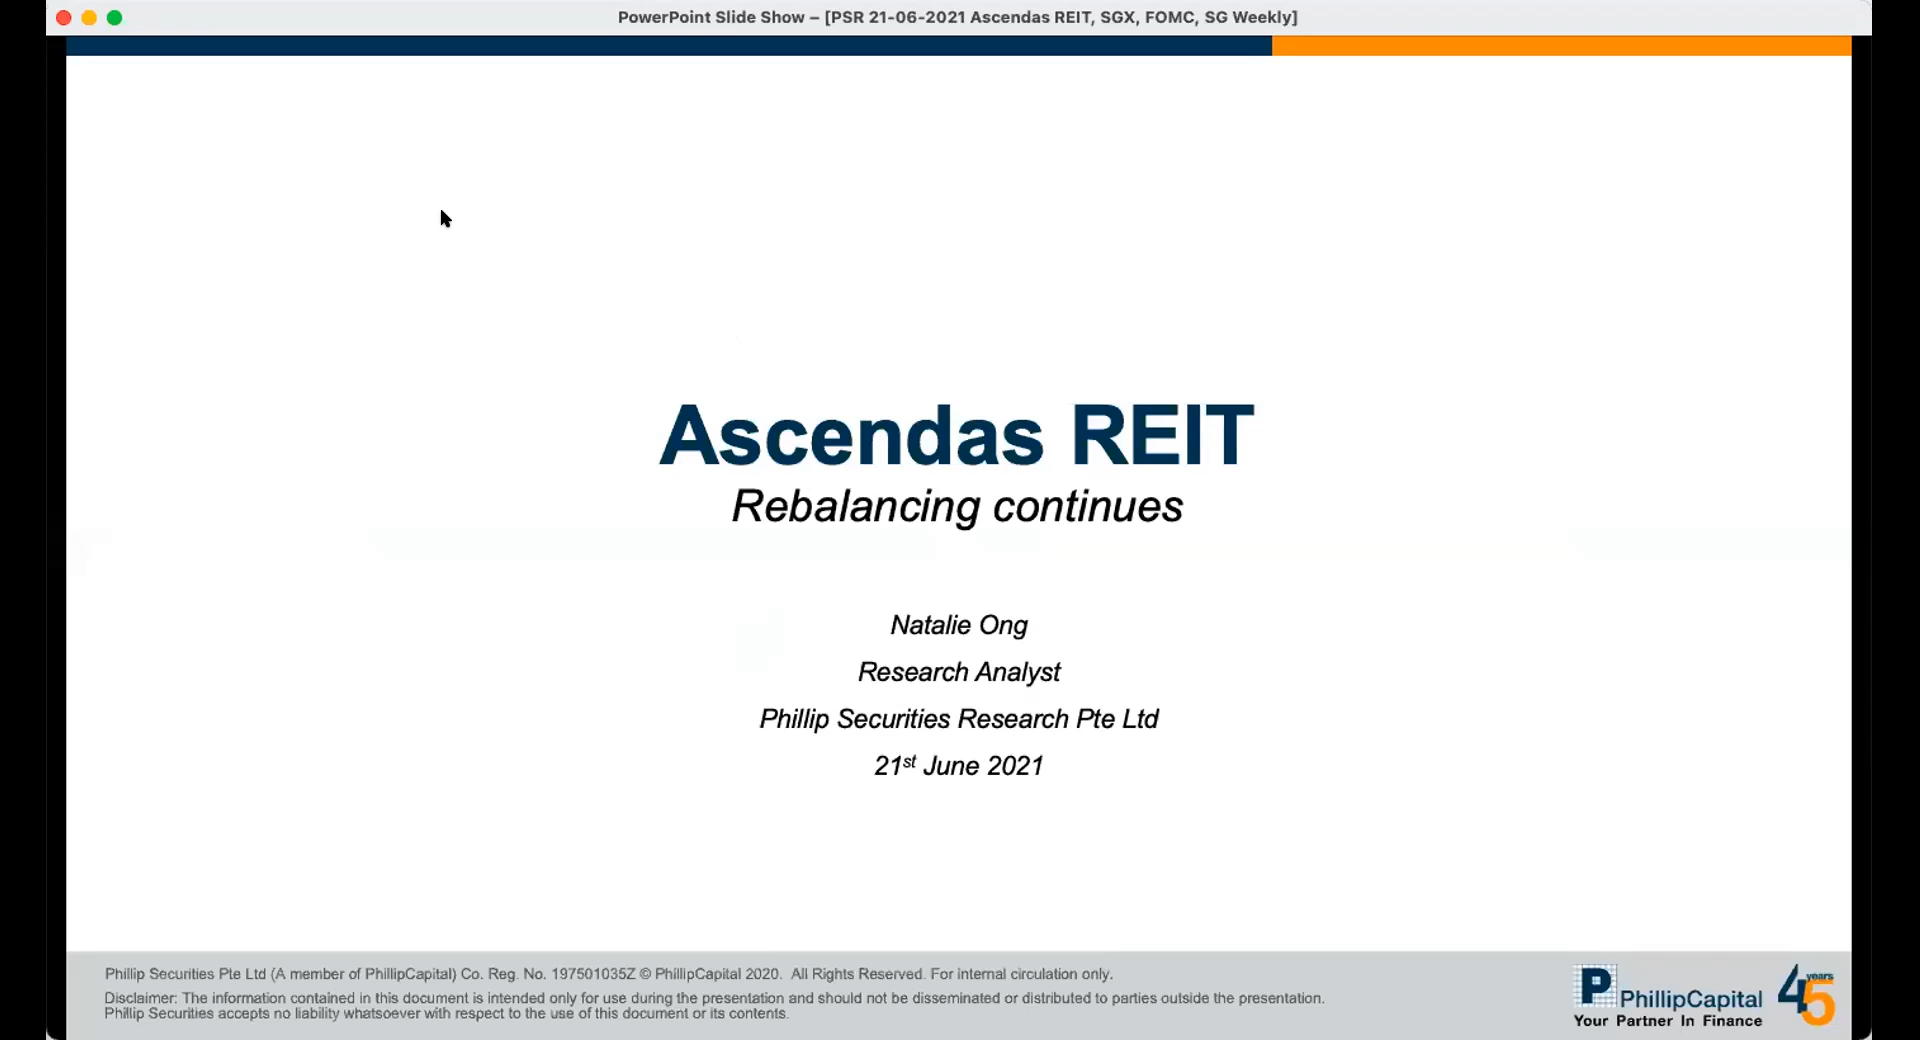 PowerPoint Slide Show – [PSR 21-06-2021 Ascendas REIT, SGX, FOMC, SG Weekly]
Ascendas REIT
Rebalancing continues
Natalie Ong
Research Analyst
Phillip Securities Research Pte Ltd
21st June 2021
Phillip Securities Pte Ltd (A member of PhillipCapital) Co. Reg. No. 197501035Z © PhillipCapital 2020. All Rights Reserved. For internal circulation only.
Disclaimer: The information contained in this document is intended only for use during the presentation and should not be disseminated or distributed to parties outside the presentation.
Phillip Securities accepts no liability whatsoever with respect to the use of this document or its contents.
P PhillipCapital
Your Partner In Finance
45 years